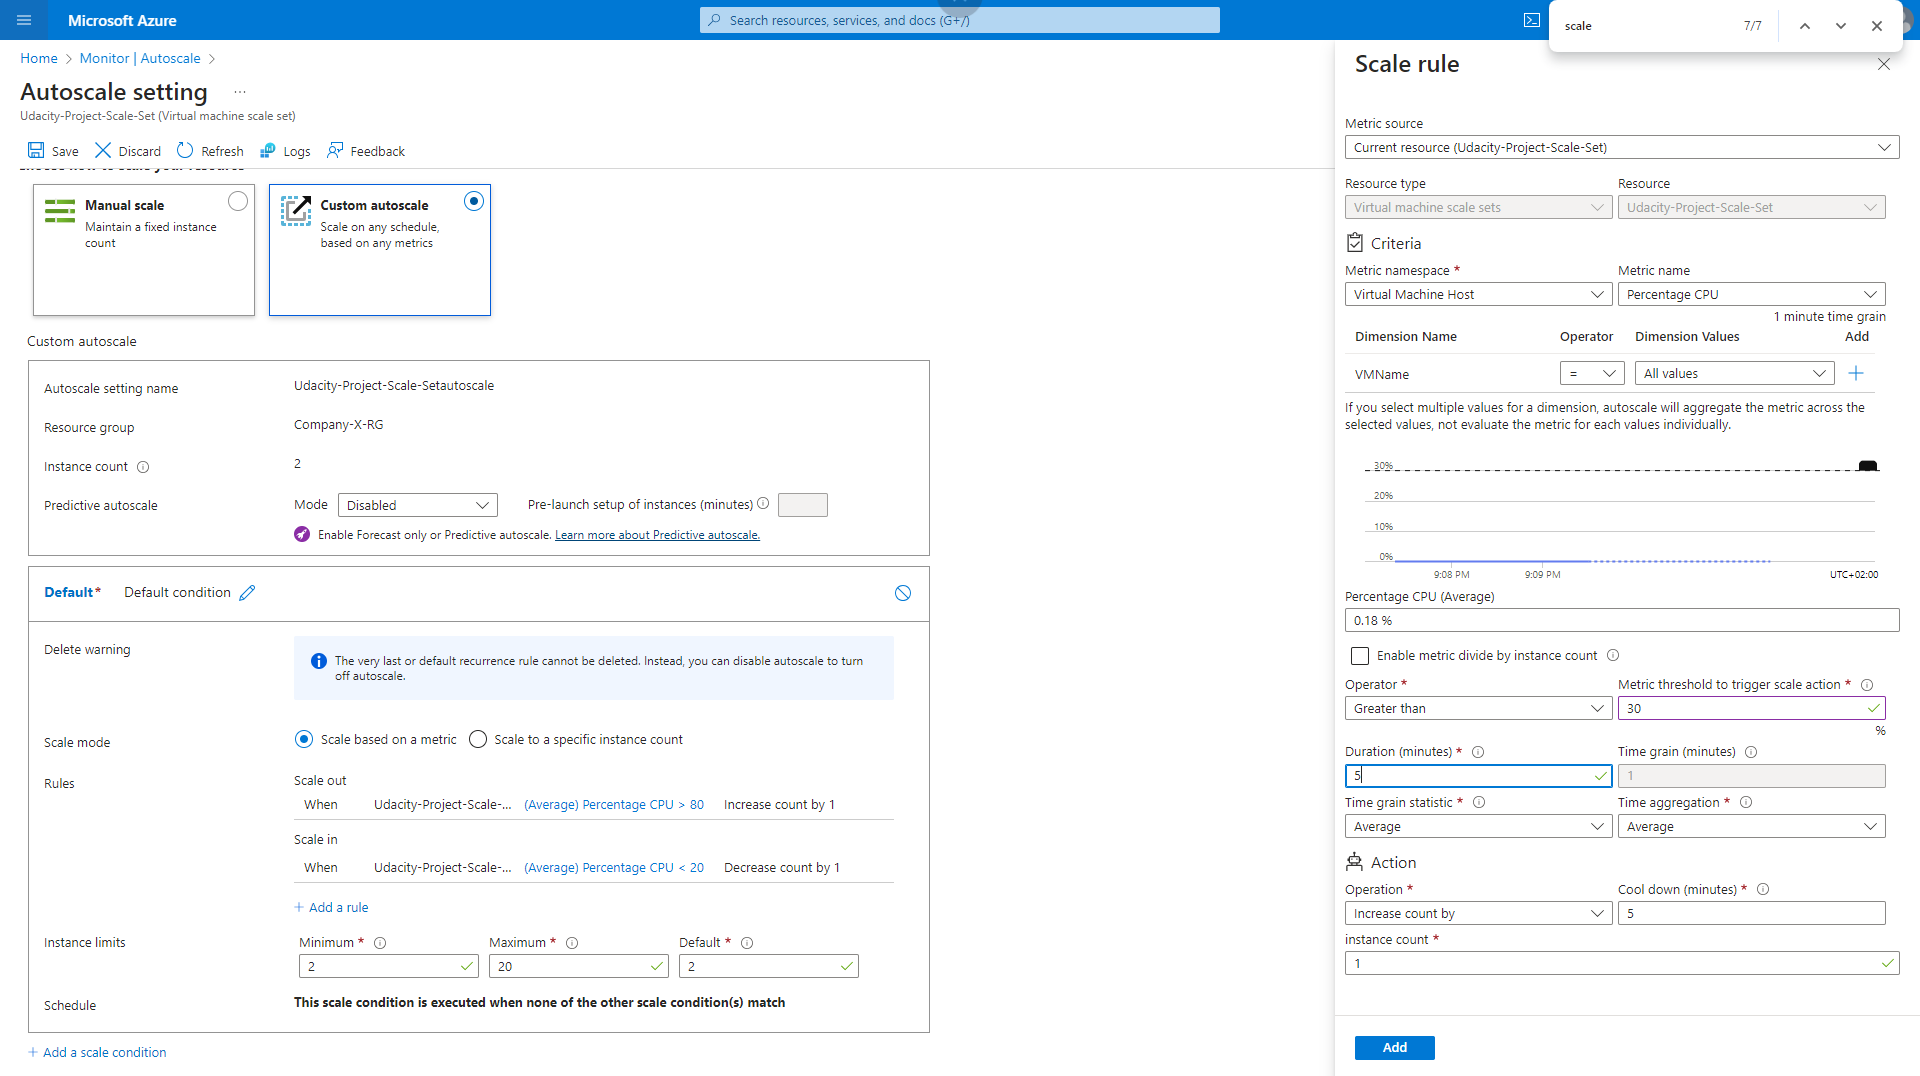 Microsoft Azure
Search resources, services, and docs (G+/)
scale
7/7
Home
Monitor | Autoscale
Autoscale setting
...
Udacity-Project-Scale-Set (Virtual machine scale set)
Save
Discard
Refresh
Logs
Feedback
Choose how to scale your resource
Manual scale
Maintain a fixed instance
count
Custom autoscale
Scale on any schedule,
based on any metrics
Custom autoscale
Autoscale setting name
Udacity-Project-Scale-Setautoscale
Resource group
Company-X-RG
Instance count
2
Predictive autoscale
Mode
Disabled
Pre-launch setup of instances (minutes)
Enable Forecast only or Predictive autoscale. Learn more about Predictive autoscale.
Default*
Default condition
Delete warning
The very last or default recurrence rule cannot be deleted. Instead, you can disable autoscale to turn
off autoscale.
Scale mode
Scale based on a metric
Scale to a specific instance count
Rules
Scale out
When
Udacity-Project-Scale-...
(Average) Percentage CPU > 80
Increase count by 1
Scale in
When
Udacity-Project-Scale-...
(Average) Percentage CPU < 20
Decrease count by 1
+ Add a rule
Instance limits
Minimum *
Maximum *
Default *
2
20
2
Schedule
This scale condition is executed when none of the other scale condition(s) match
+ Add a scale condition
Scale rule
Metric source
Current resource (Udacity-Project-Scale-Set)
Resource type
Resource
Virtual machine scale sets
Udacity-Project-Scale-Set
Criteria
Metric namespace *
Metric name
Virtual Machine Host
Percentage CPU
1 minute time grain
Dimension Name
Operator
Dimension Values
Add
VMName
=
All values
If you select multiple values for a dimension, autoscale will aggregate the metric across the
selected values, not evaluate the metric for each values individually.
30%
20%
10%
0%
9:08 PM
9:09 PM
UTC+02:00
Percentage CPU (Average)
0.18 %
Enable metric divide by instance count
Operator *
Metric threshold to trigger scale action *
Greater than
30
%
Duration (minutes) *
Time grain (minutes)
5
1
Time grain statistic *
Time aggregation *
Average
Average
Action
Operation *
Cool down (minutes) *
Increase count by
5
instance count *
1
Add